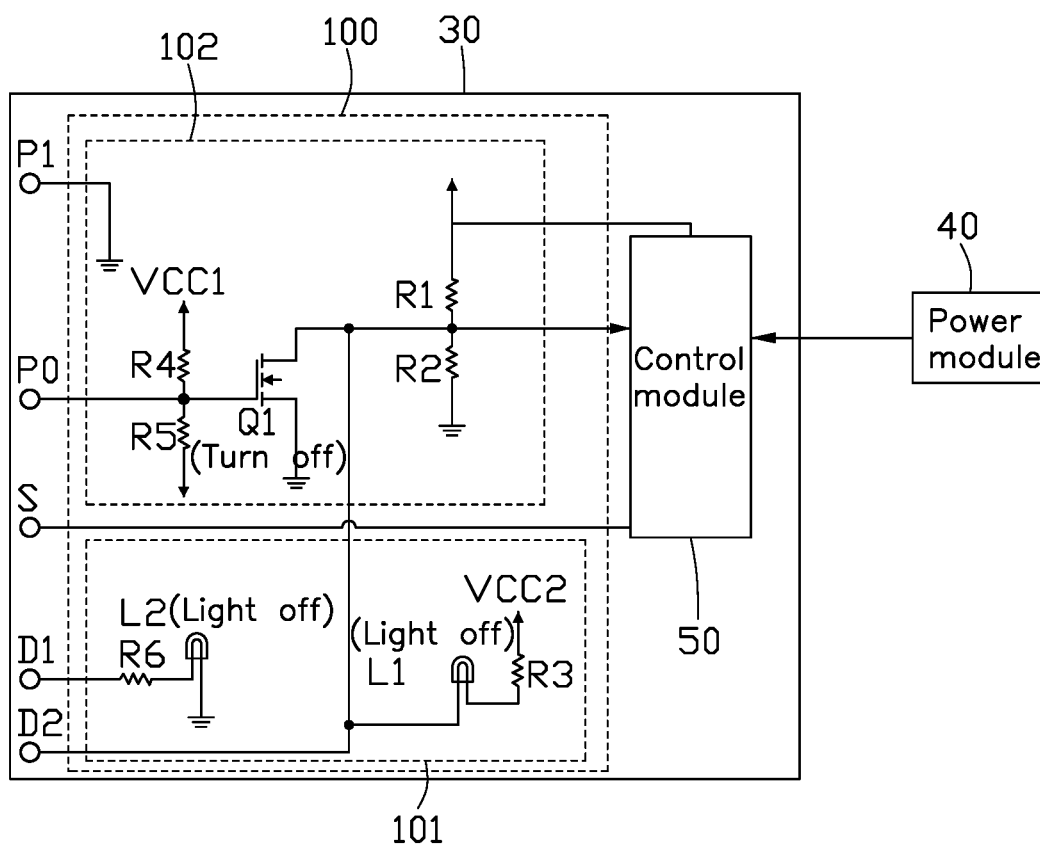 30
100
102
P1
40
VCC1
R1
Power
module
P0
R4
R2
Control
module
Q1
R5
(Turn off)
S
VCC2
L2(Light off)
(Light off)
50
D1
R6
L1
R3
D2
101